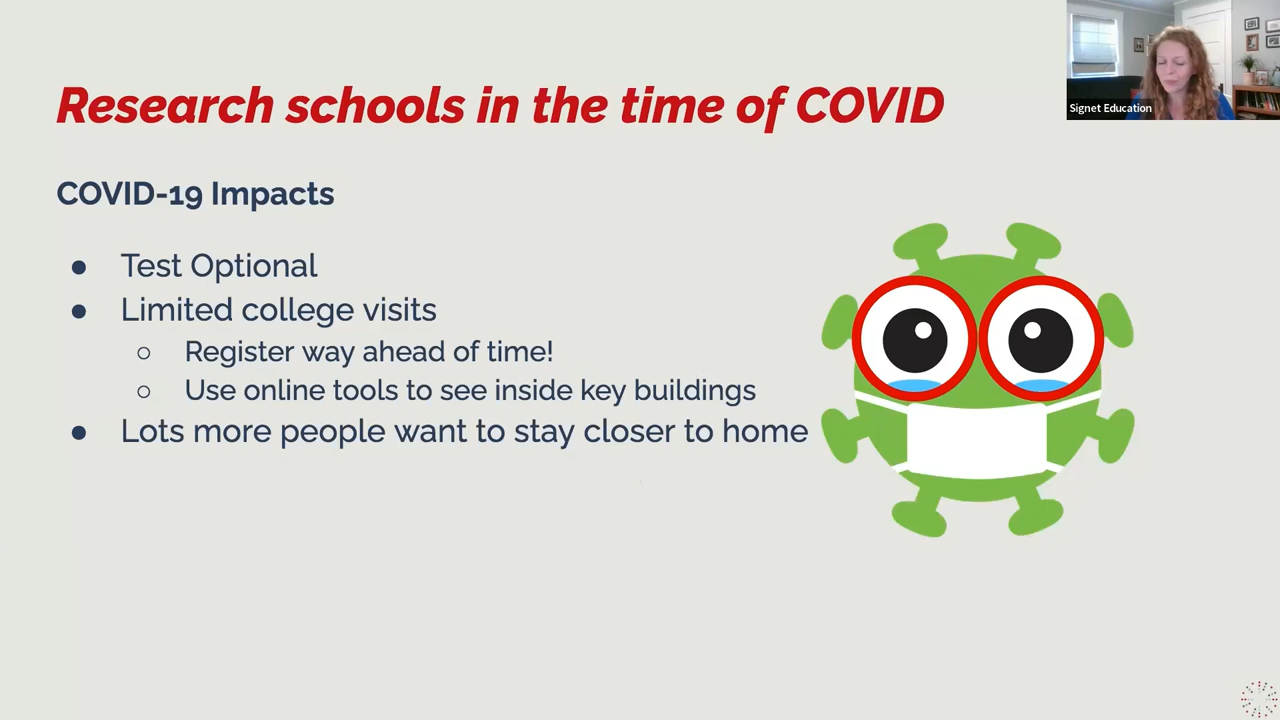 Research schools in the time of COVID
Signet Education
COVID-19 Impacts
● Test Optional
● Limited college visits
○ Register way ahead of time!
○ Use online tools to see inside key buildings
● Lots more people want to stay closer to home